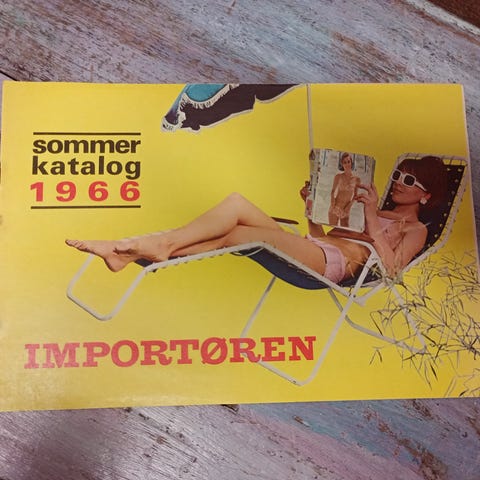 sommer
katalog
1966
IMPORTØREN